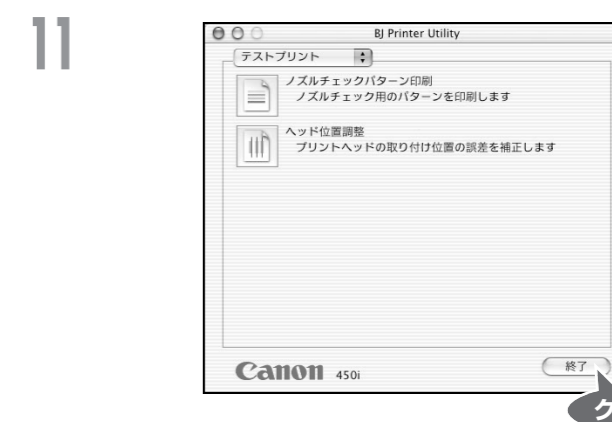 11
BJ Printer Utility
テストプリント
ノズルチェックパターン印刷
ノズルチェック用のパターンを印刷します
ヘッド位置調整
プリントヘッドの取り付け位置の誤差を補正します
Canon 450i
終了